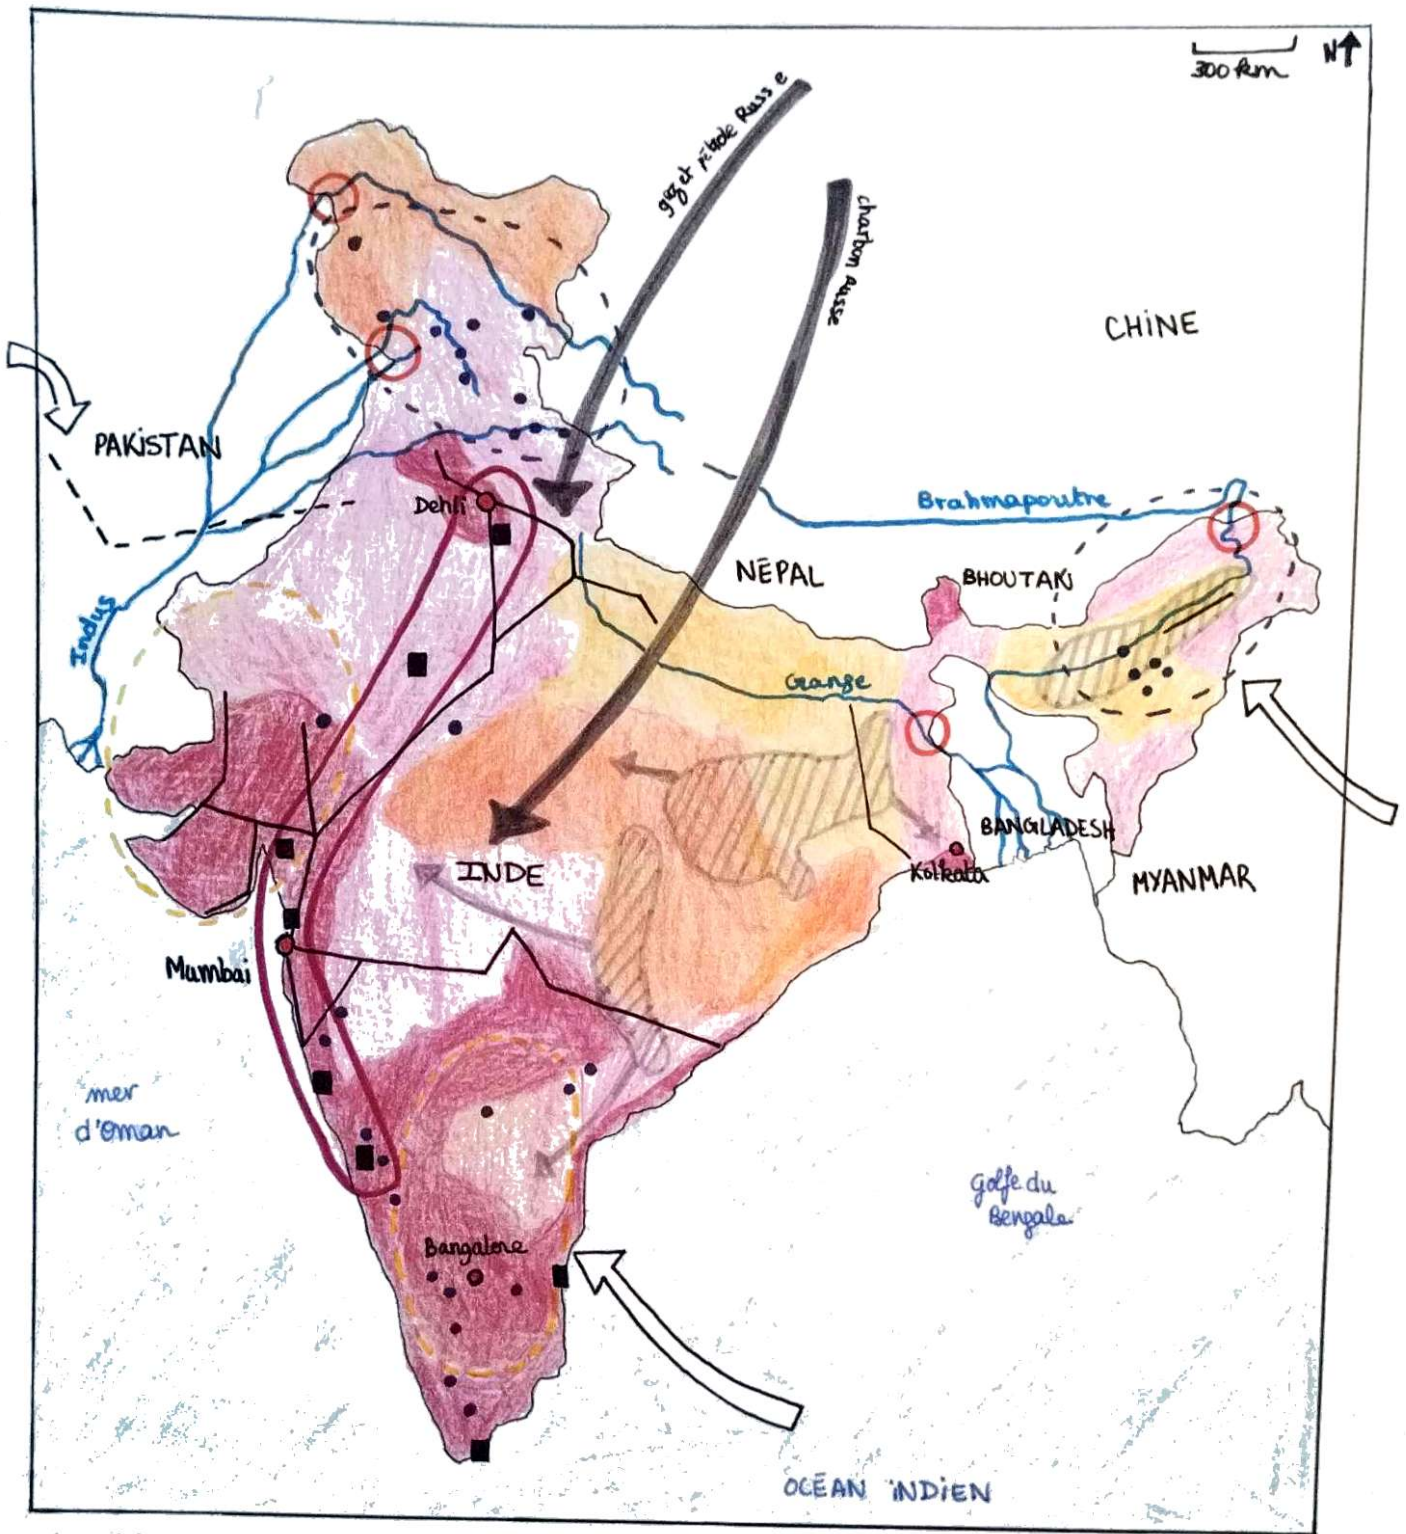 300 km
N
gaz et pétrole Russe
charbon russe
CHINE
PAKISTAN
Dehli
Brahmapoutre
NÉPAL
BHOUTAN
Indus
Gange
BANGLADESH
INDE
Kolkata
MYANMAR
Mumbai
mer
d'Oman
Golfe du
Bengale
Bangalore
OCÉAN INDIEN